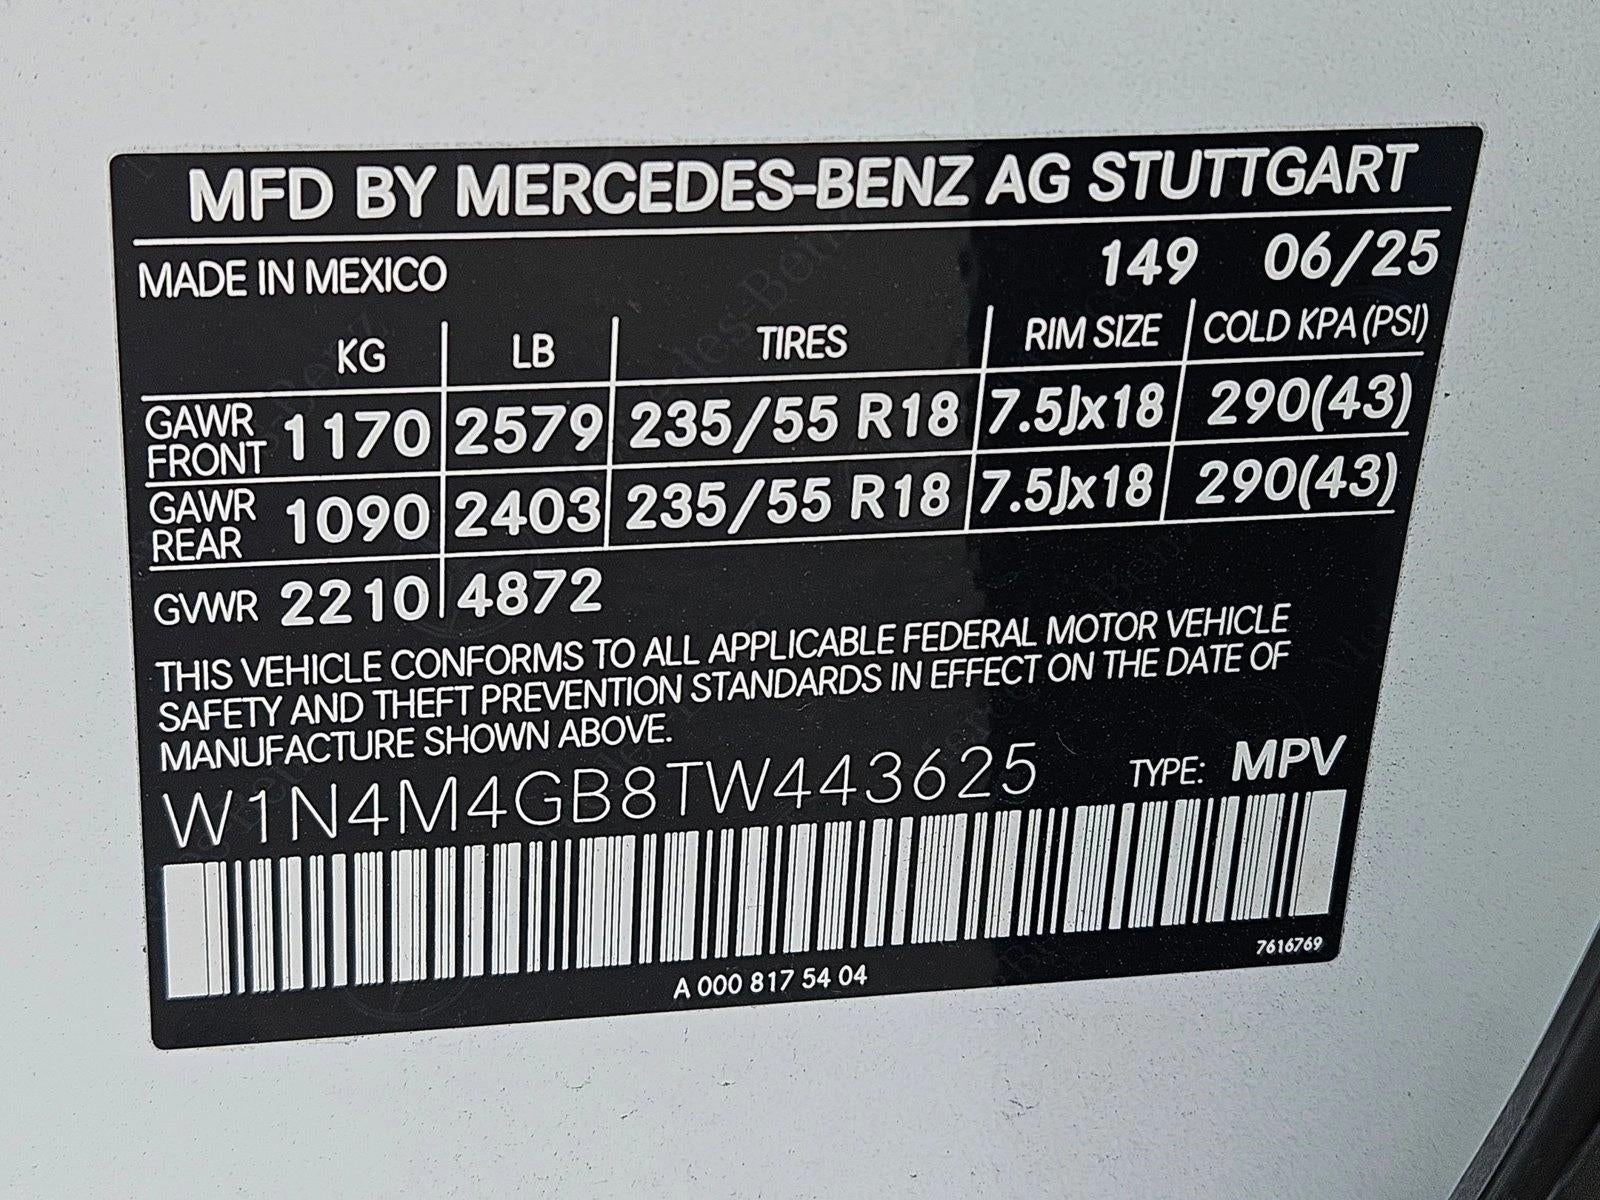 MFD BY MERCEDES-BENZ AG STUTTGART
MADE IN MEXICO 149 06/25
KG LB TIRES RIM SIZE COLD KPA (PSI)
GAWR FRONT 1170 2579 235/55 R18 7.5Jx18 290(43)
GAWR REAR 1090 2403 235/55 R18 7.5Jx18 290(43)
GVWR 2210 4872
THIS VEHICLE CONFORMS TO ALL APPLICABLE FEDERAL MOTOR VEHICLE
SAFETY AND THEFT PREVENTION STANDARDS IN EFFECT ON THE DATE OF
MANUFACTURE SHOWN ABOVE.
W1N4M4GB8TW443625 TYPE: MPV
7616769
A 000 817 54 04